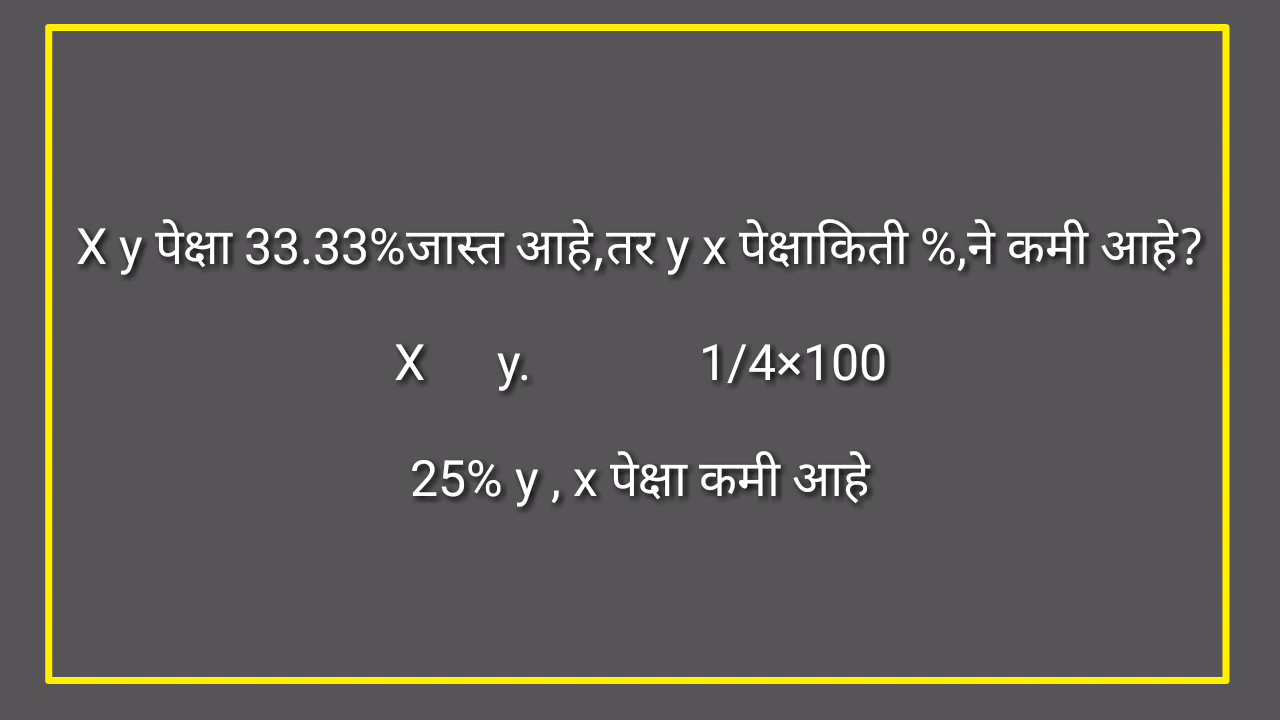 X y पेक्षा 33.33%जास्त आहे,तर y x पेक्षाकिती %,ने कमी आहे?
X y. 1/4×100
25% y , x पेक्षा कमी आहे